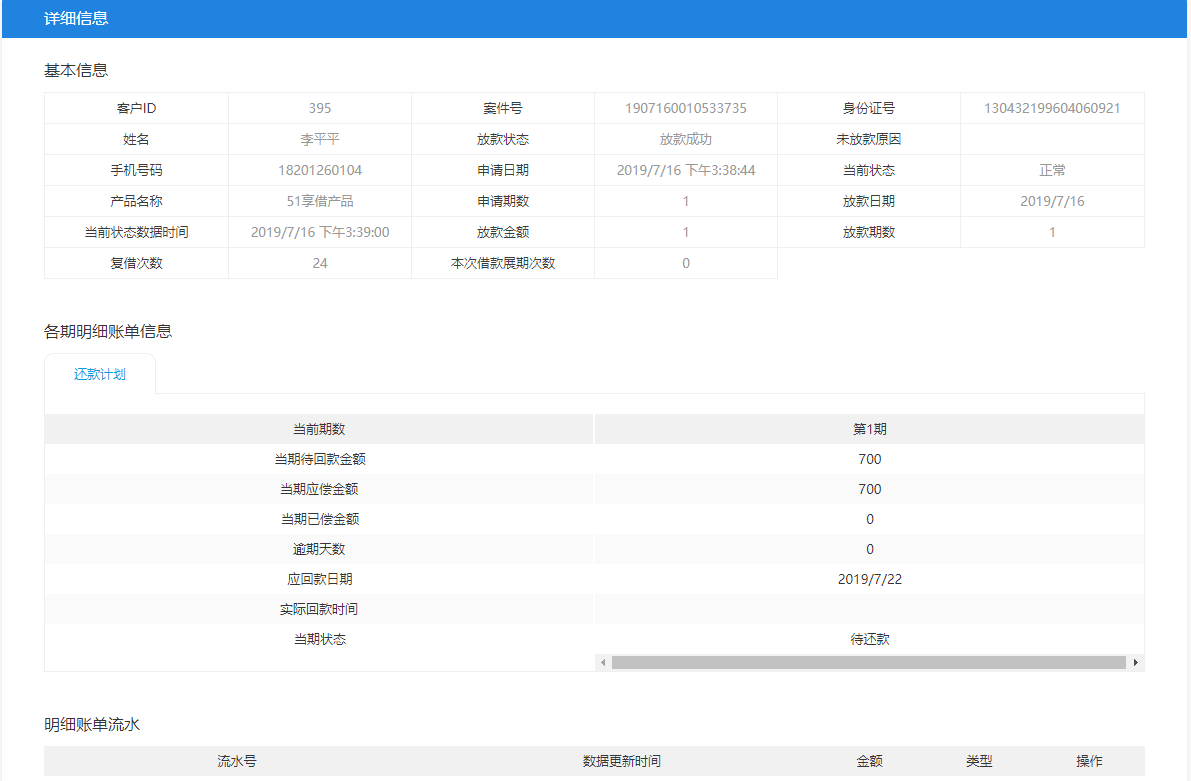 详细信息
基本信息
客户ID 395 案件号 1907160010533735 身份证号 130432199604060921
姓名 李平平 放款状态 放款成功 未放款原因
手机号码 18201260104 申请日期 2019/7/16 下午3:38:44 当前状态 正常
产品名称 51享借产品 申请期数 1 放款日期 2019/7/16
当前状态数据时间 2019/7/16 下午3:39:00 放款金额 1 放款期数 1
复借次数 24 本次借款展期次数 0
各期明细账单信息
还款计划
当前期数 第1期
当期待回款金额 700
当期应偿金额 700
当期已偿金额 0
逾期天数 0
应回款日期 2019/7/22
实际回款时间
当期状态 待还款
明细账单流水
流水号 数据更新时间 金额 类型 操作